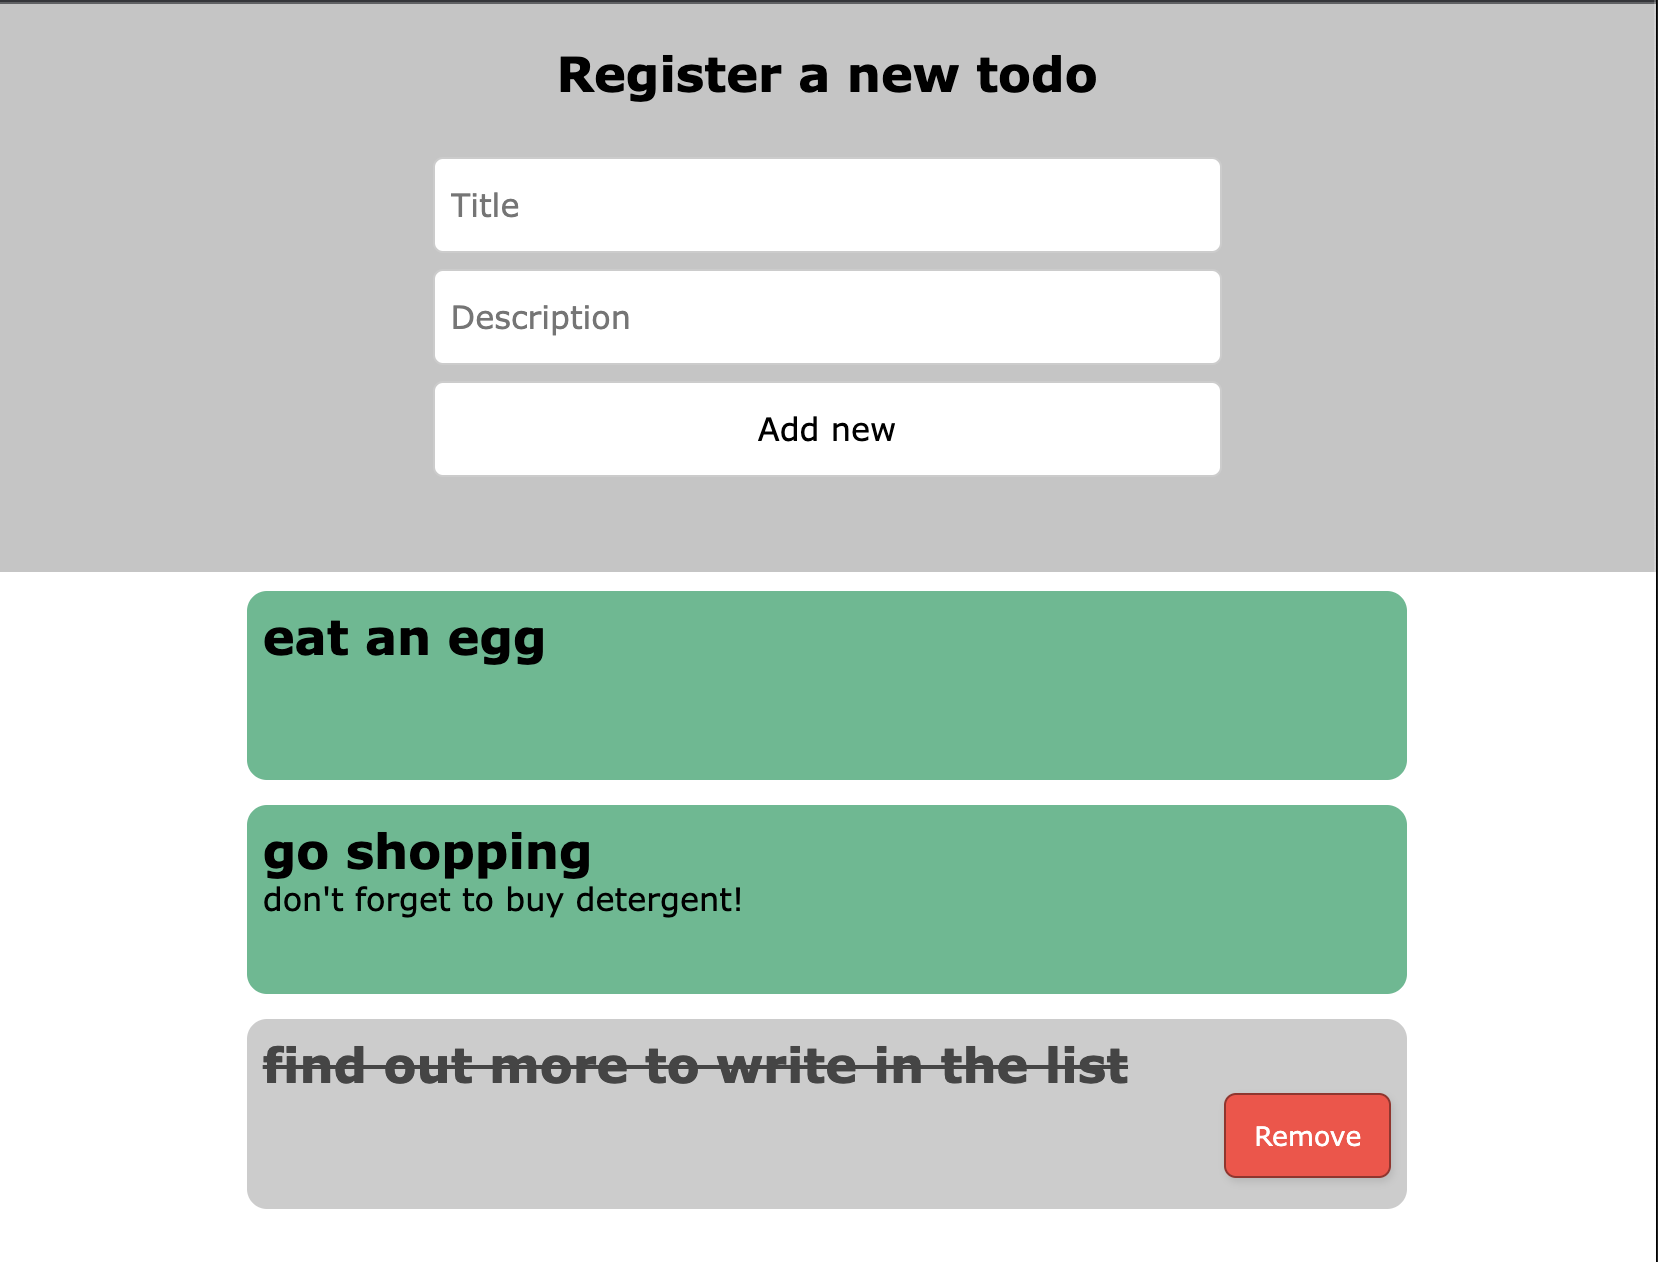 Register a new todo
Title
Description
Add new
eat an egg
go shopping
don't forget to buy detergent!
find out more to write in the list
Remove